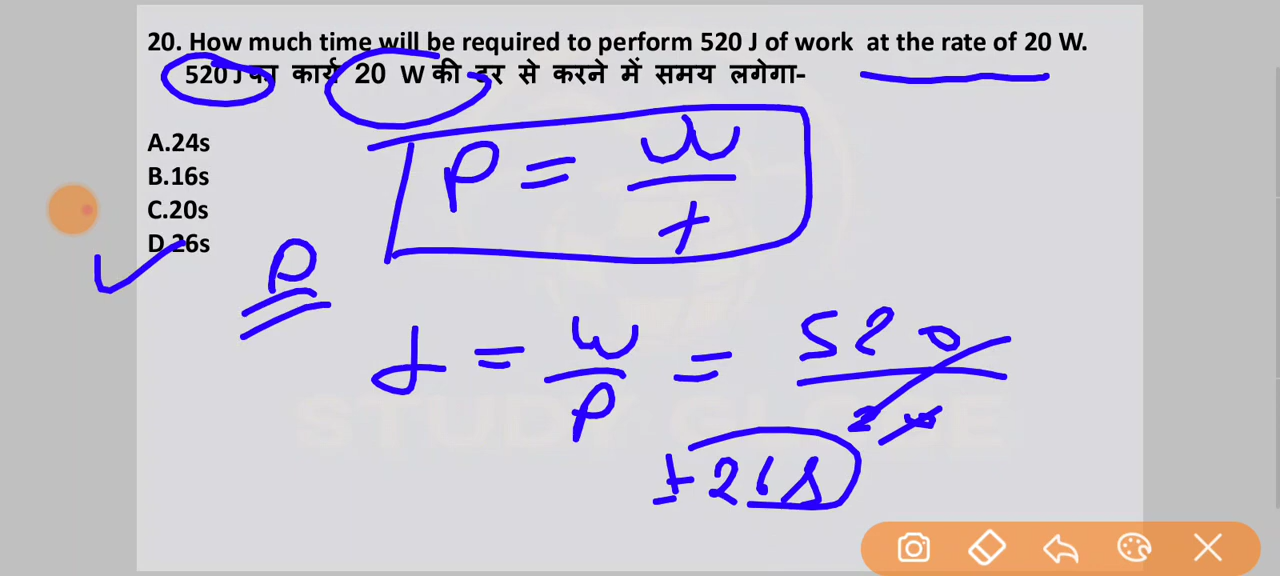 20. How much time will be required to perform 520 J of work at the rate of 20 W.
520 J का कार्य 20 W की दर से करने में समय लगेगा-
A.24s
B.16s
C.20s
D.26s
P = W
t
P
t = W = 520
P 20
t 26s